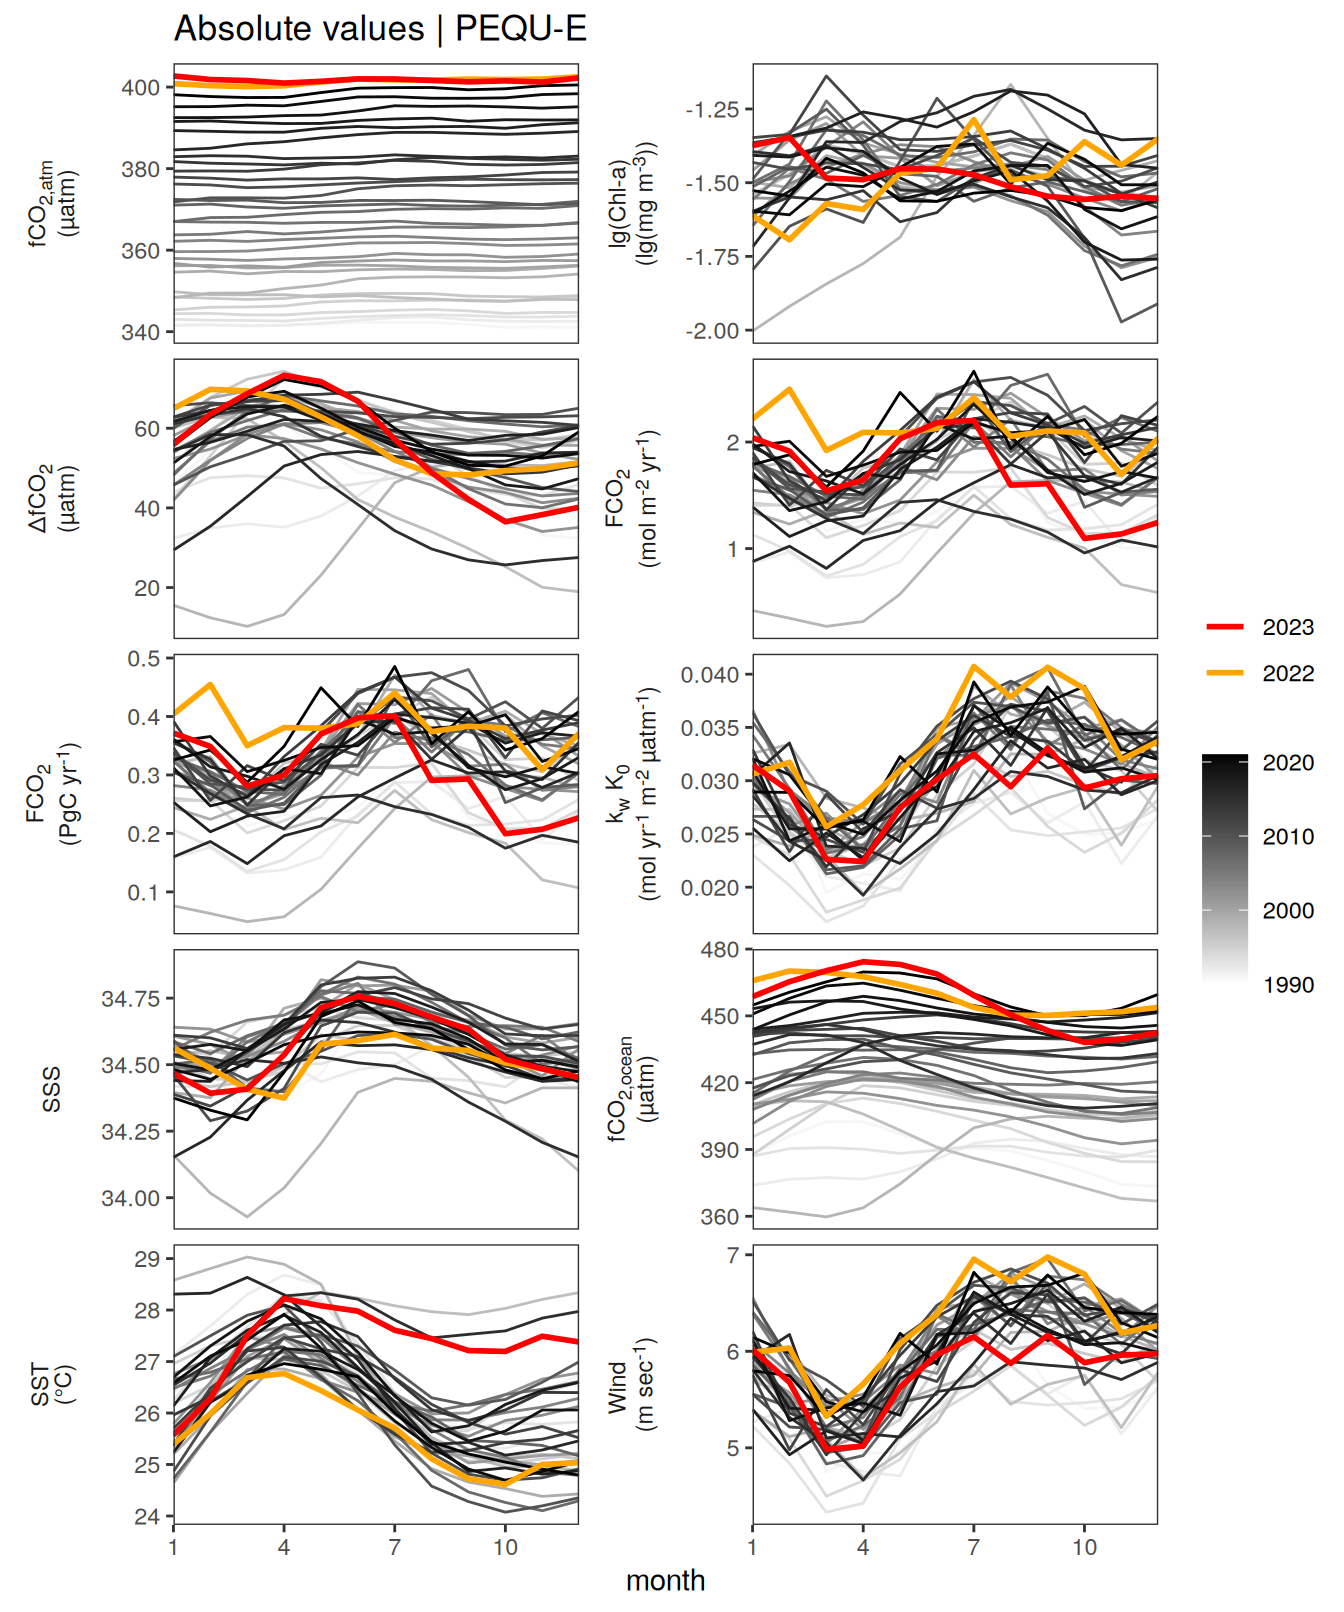 Absolute values | PEQU-E
fCO2,atm
(µatm)
400
380
360
340
lg(Chl-a)
(lg(mg m-3))
-1.25
-1.50
-1.75
-2.00
ΔfCO2
(µatm)
60
40
20
FCO2
(mol m-2 yr-1)
2
1
FCO2
(PgC yr-1)
0.5
0.4
0.3
0.2
0.1
kw K0
(mol yr-1 m-2 µatm-1)
0.040
0.035
0.030
0.025
0.020
SSS
34.75
34.50
34.25
34.00
fCO2,ocean
(µatm)
480
450
420
390
360
SST
(°C)
29
28
27
26
25
24
Wind
(m sec-1)
7
6
5
1 4 7 10
1 4 7 10
month
2023
2022
2020
2010
2000
1990